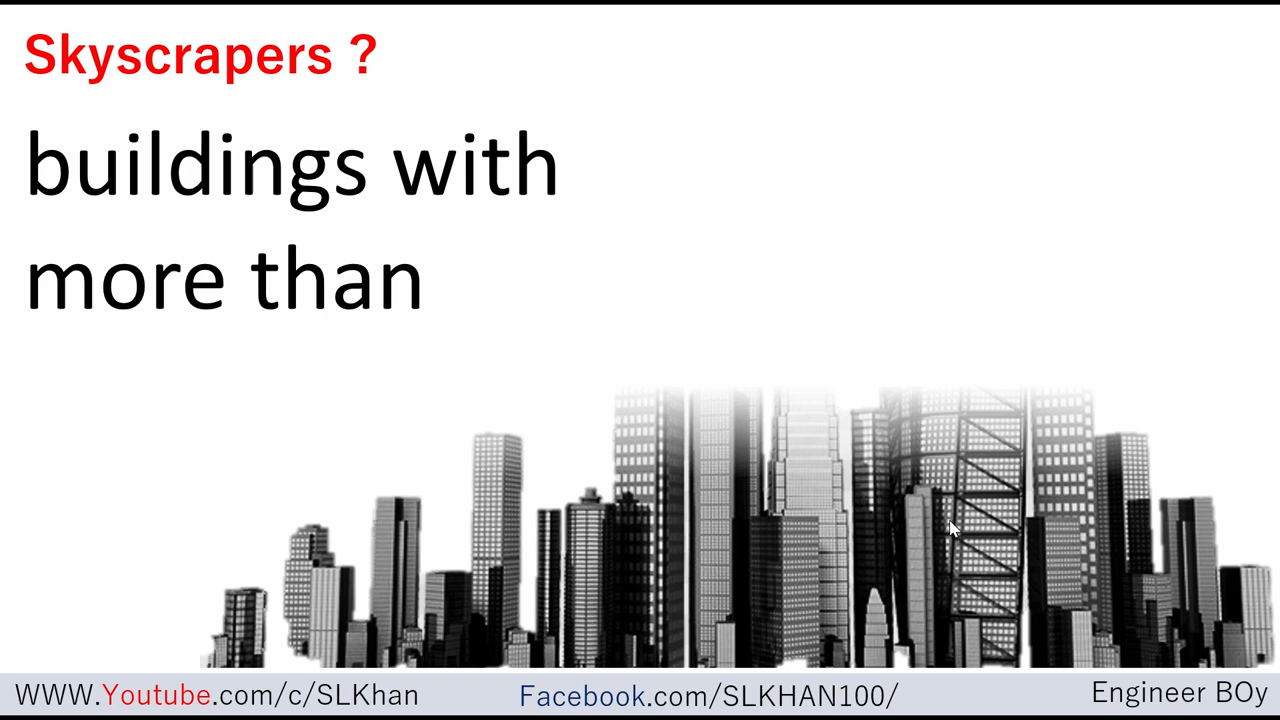 Skyscrapers ?
buildings with
more than
WWW.Youtube.com/c/SLKhan
Facebook.com/SLKHAN100/
Engineer BOy